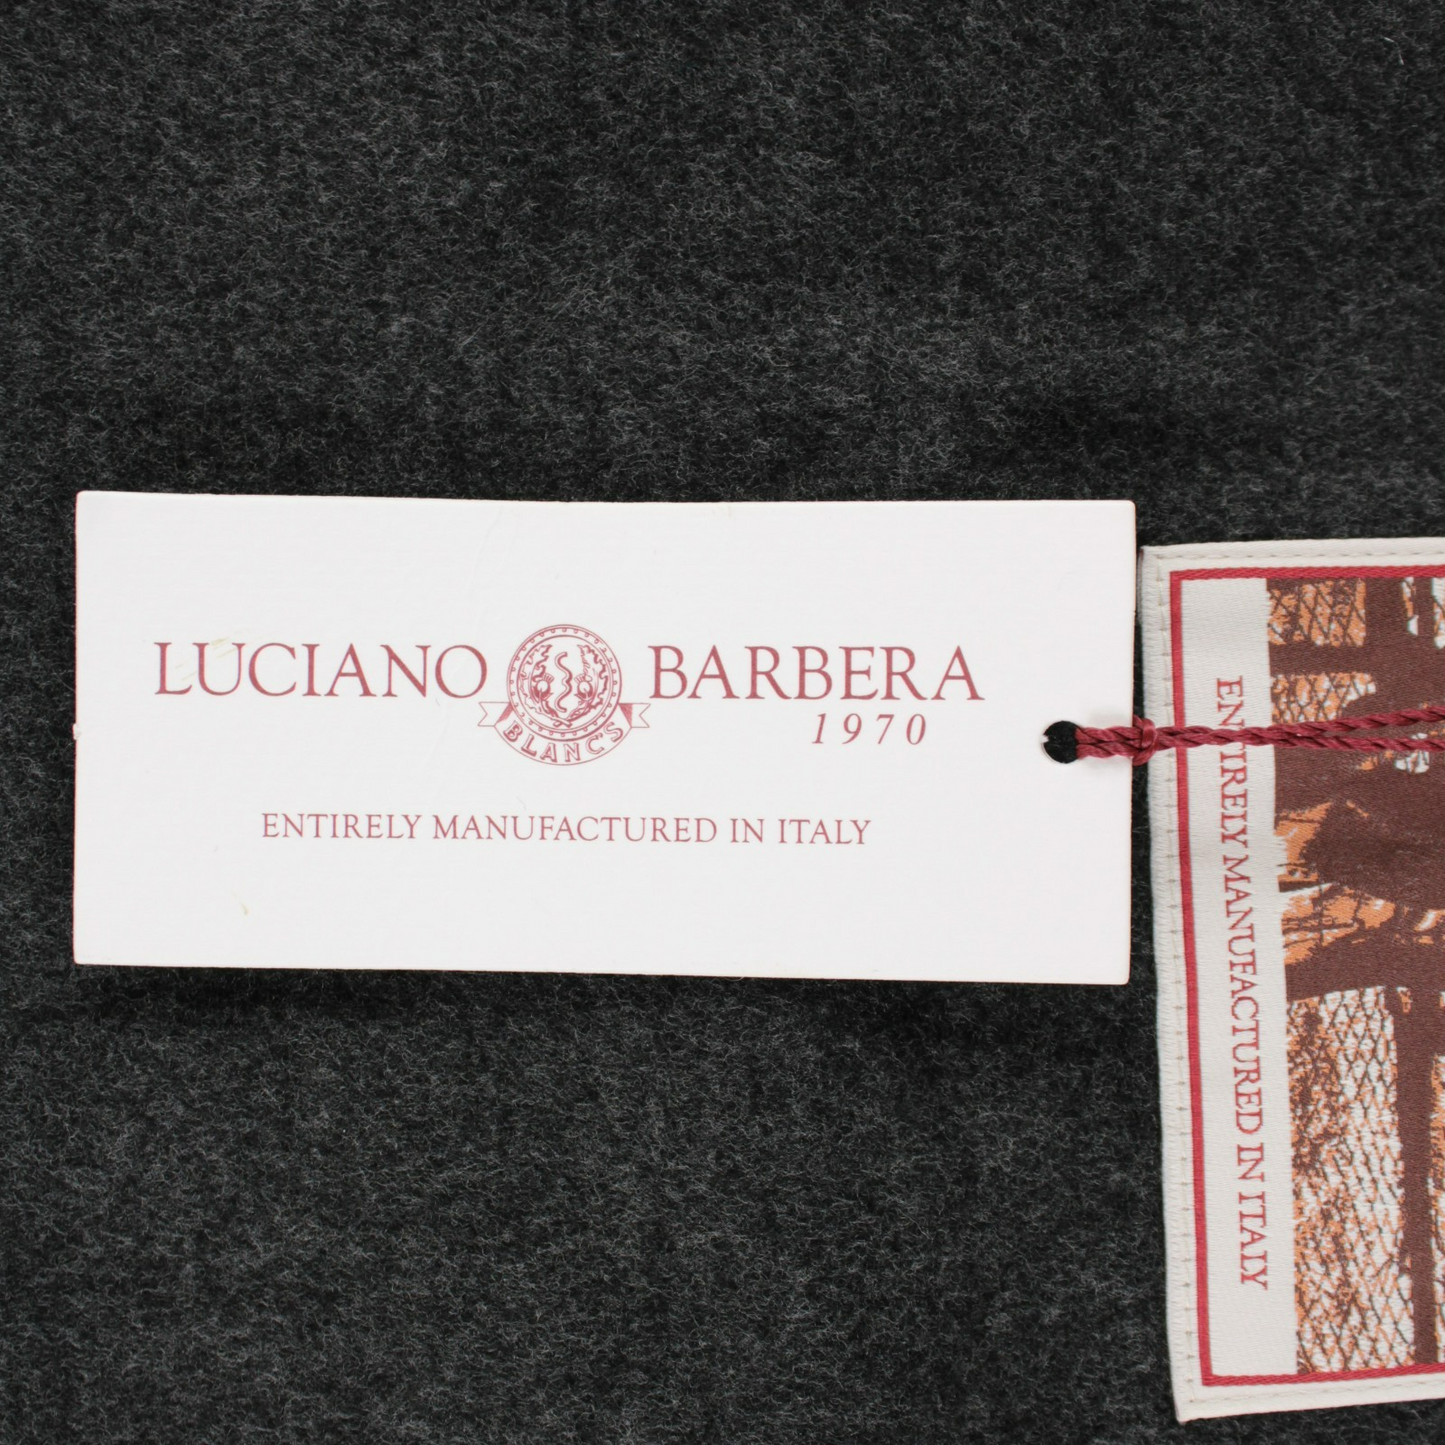 LUCIANO BARBERA
BLANC'S
1970
ENTIRELY MANUFACTURED IN ITALY
ENTIRELY MANUFACTURED IN ITALY